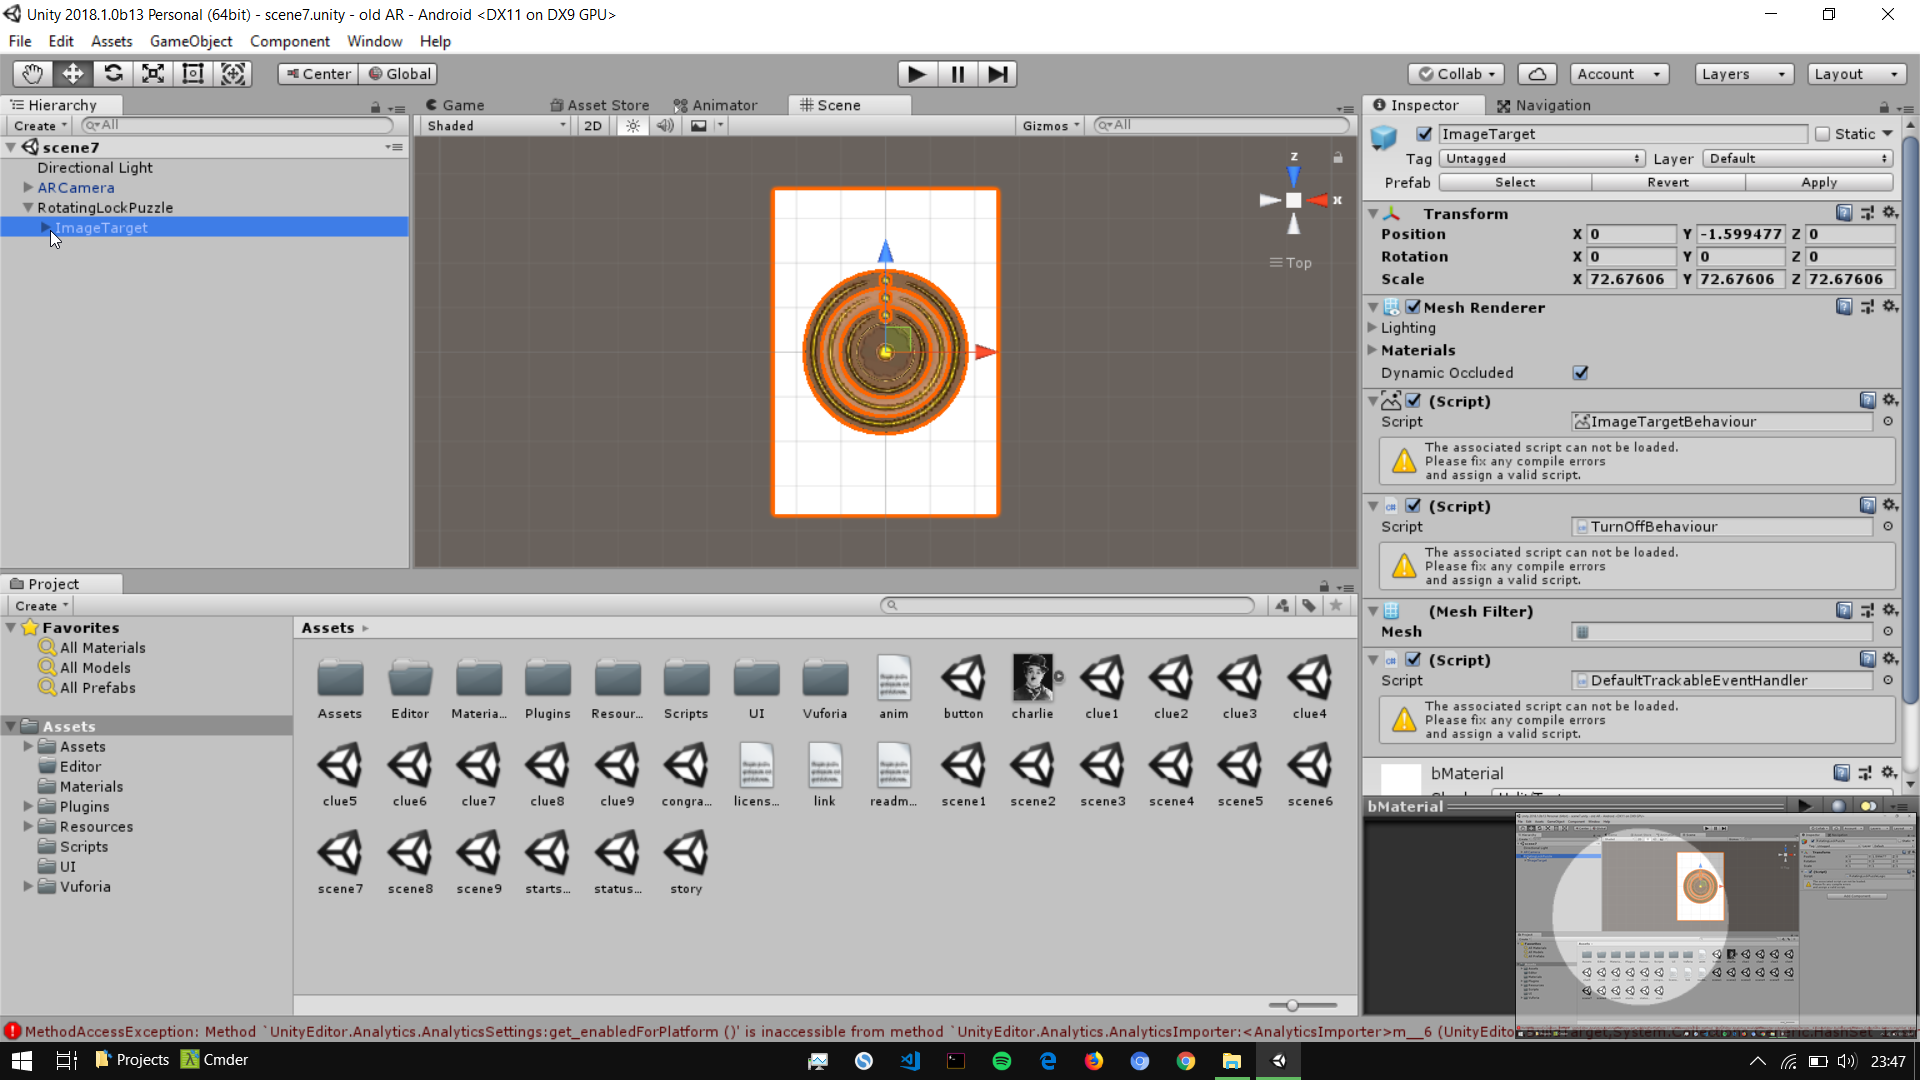 Unity 2018.1.0b13 Personal (64bit) - scene7.unity - old AR - Android <DX11 on DX9 GPU>
File Edit Assets GameObject Component Window Help
Center Global Collab Account Layers Layout
Hierarchy
Create All
scene7
Directional Light
ARCamera
RotatingLockPuzzle
ImageTarget
Game Asset Store Animator Scene
Shaded 2D Gizmos All
z
x
Top
Inspector Navigation
ImageTarget Static
Tag Untagged Layer Default
Prefab Select Revert Apply
Transform
Position X 0 Y -1.599477 Z 0
Rotation X 0 Y 0 Z 0
Scale X 72.67606 Y 72.67606 Z 72.67606
Mesh Renderer
Lighting
Materials
Dynamic Occluded
(Script)
Script ImageTargetBehaviour
The associated script can not be loaded.
Please fix any compile errors
and assign a valid script.
(Script)
Script TurnOffBehaviour
The associated script can not be loaded.
Please fix any compile errors
and assign a valid script.
(Mesh Filter)
Mesh
(Script)
Script DefaultTrackableEventHandler
The associated script can not be loaded.
Please fix any compile errors
and assign a valid script.
bMaterial
bMaterial
Project
Create
Favorites
All Materials
All Models
All Prefabs
Assets
Assets
Editor
Materials
Plugins
Resources
Scripts
UI
Vuforia
Assets
Assets Editor Materia... Plugins Resour... Scripts UI Vuforia anim button charlie clue1 clue2 clue3 clue4
clue5 clue6 clue7 clue8 clue9 congra... licens... link readm... scene1 scene2 scene3 scene4 scene5 scene6
scene7 scene8 scene9 starts... status... story
MethodAccessException: Method `UnityEditor.Analytics.AnalyticsSettings:get_enabledForPlatform ()' is inaccessible from method `UnityEditor.Analytics.AnalyticsImporter:<AnalyticsImporter>m__6 (UnityEdito
Projects Cmder 23:47